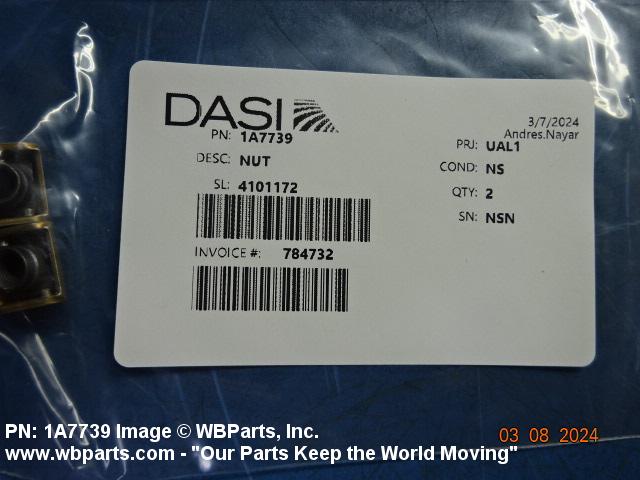 DASI
3/7/2024
Andres.Nayar
PN: 1A7739
PRJ: UAL1
DESC: NUT
COND: NS
SL: 4101172
QTY: 2
SN: NSN
INVOICE #: 784732
PN: 1A7739 Image © WBParts, Inc.
03 08 2024
www.wbparts.com - "Our Parts Keep the World Moving"